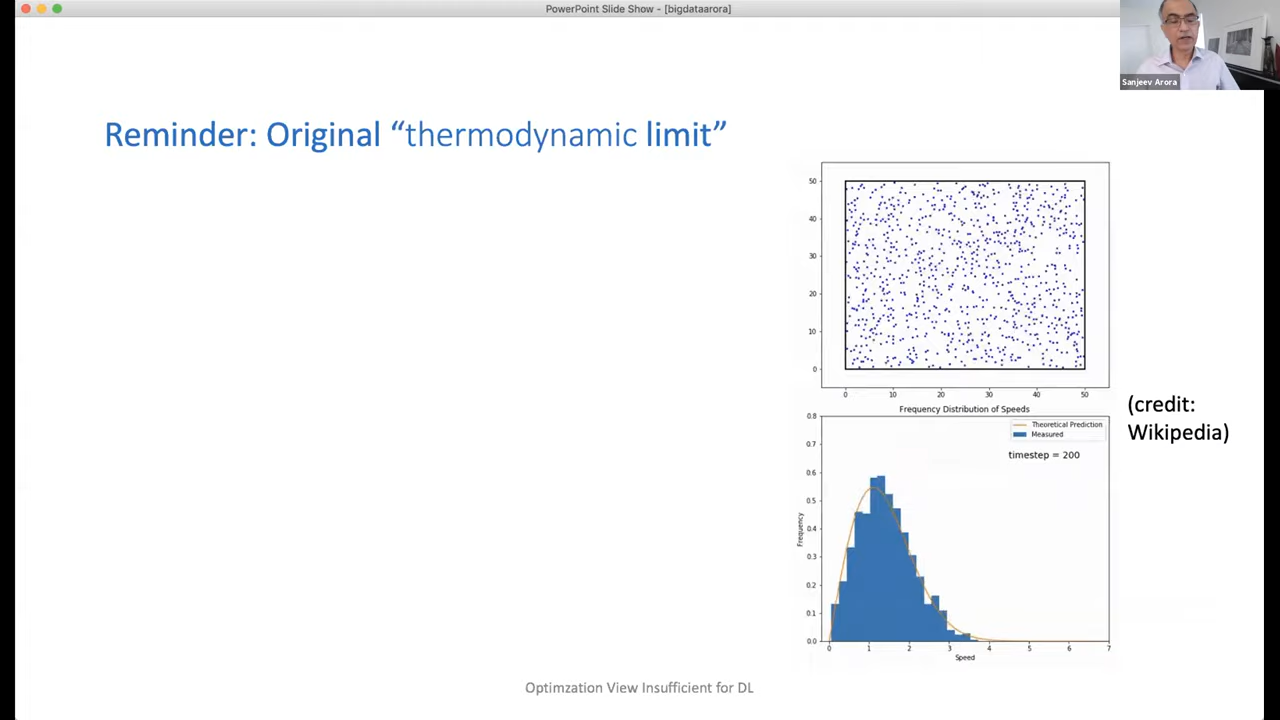 PowerPoint Slide Show - [bigdataarora]
Sanjeev Arora
Reminder: Original “thermodynamic limit”
50
40
30
20
10
0
0 10 20 30 40 50
Frequency Distribution of Speeds
0.8
0.7
0.6
0.5
0.4
0.3
0.2
0.1
0.0
Frequency
Theoretical Prediction
Measured
timestep = 200
0 1 2 3 4 5 6 7
Speed
(credit:
Wikipedia)
Optimzation View Insufficient for DL